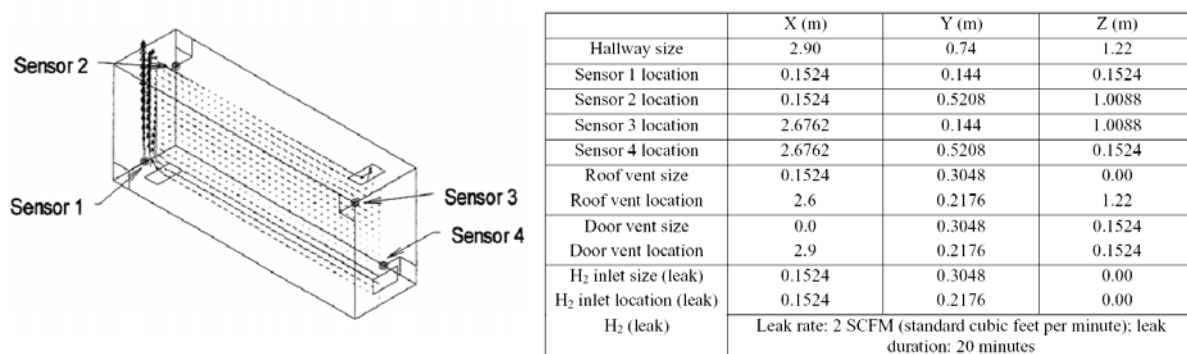 Sensor 2
Sensor 1
Sensor 3
Sensor 4
X (m) Y (m) Z (m)
Hallway size 2.90 0.74 1.22
Sensor 1 location 0.1524 0.144 0.1524
Sensor 2 location 0.1524 0.5208 1.0088
Sensor 3 location 2.6762 0.144 1.0088
Sensor 4 location 2.6762 0.5208 0.1524
Roof vent size 0.1524 0.3048 0.00
Roof vent location 2.6 0.2176 1.22
Door vent size 0.0 0.3048 0.1524
Door vent location 2.9 0.2176 0.1524
H₂ inlet size (leak) 0.1524 0.3048 0.00
H₂ inlet location (leak) 0.1524 0.2176 0.00
H₂ (leak) Leak rate: 2 SCFM (standard cubic feet per minute); leak
duration: 20 minutes